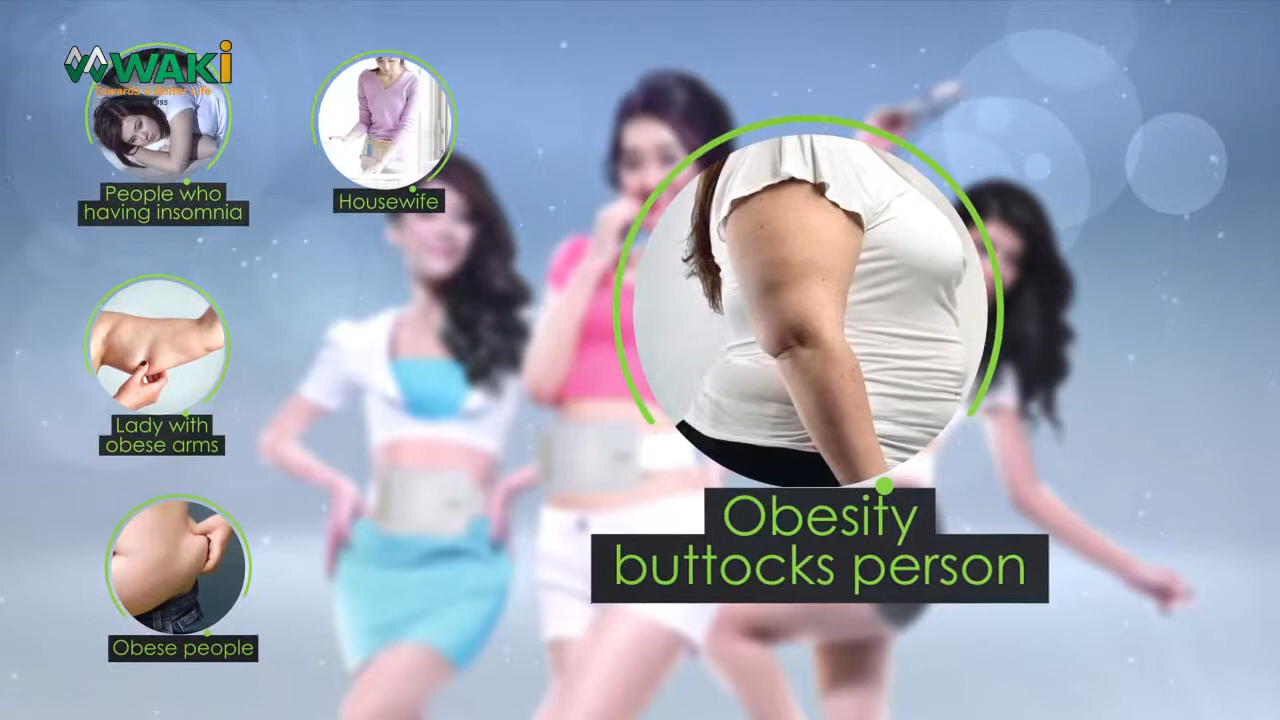 WAKi
Towards a Better Life
People who
having insomnia
Housewife
Lady with
obese arms
Obese people
Obesity
buttocks person